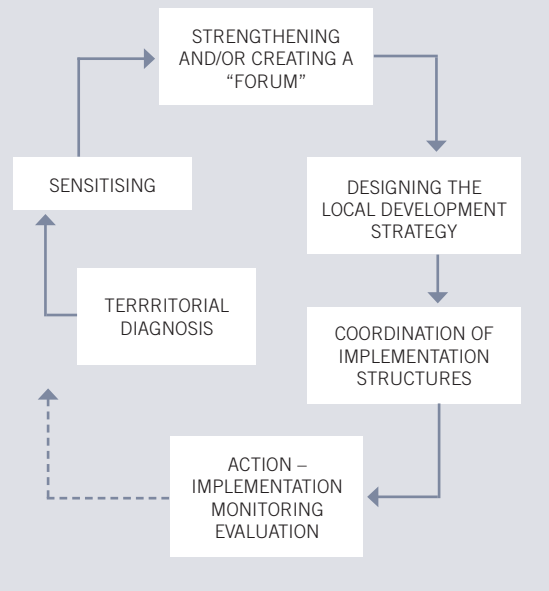 STRENGTHENING
AND/OR CREATING A
“FORUM”
SENSITISING
DESIGNING THE
LOCAL DEVELOPMENT
STRATEGY
TERRRITORIAL
DIAGNOSIS
COORDINATION OF
IMPLEMENTATION
STRUCTURES
ACTION –
IMPLEMENTATION
MONITORING
EVALUATION